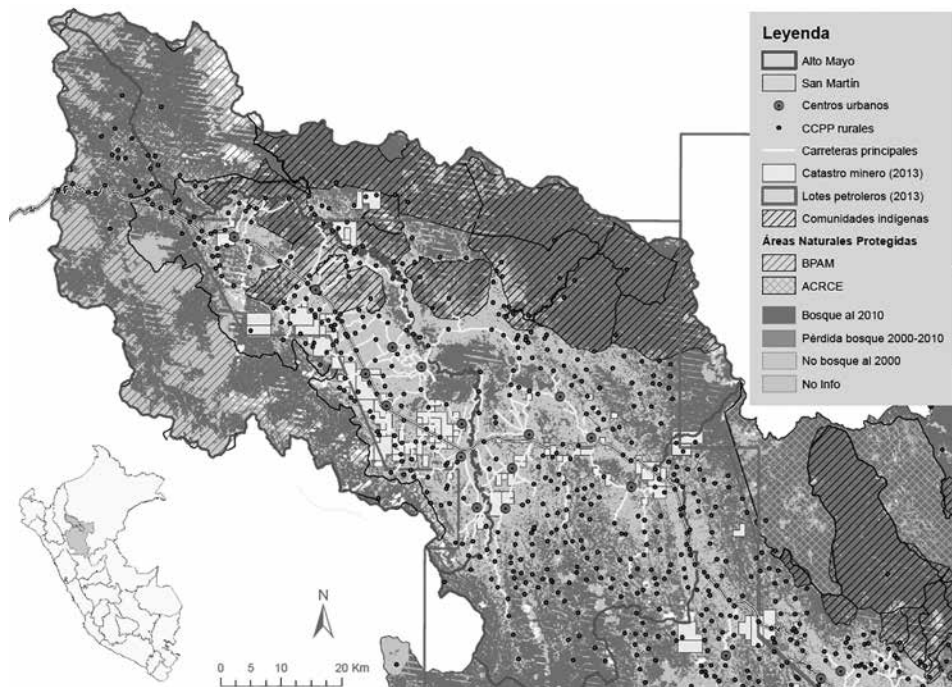 Leyenda
Alto Mayo
San Martín
Centros urbanos
CCPP rurales
Carreteras principales
Catastro minero (2013)
Lotes petroleros (2013)
Comunidades indígenas
Áreas Naturales Protegidas
BPAM
ACRCE
Bosque al 2010
Pérdida bosque 2000-2010
No bosque al 2000
No Info
N
0 5 10 20 Km